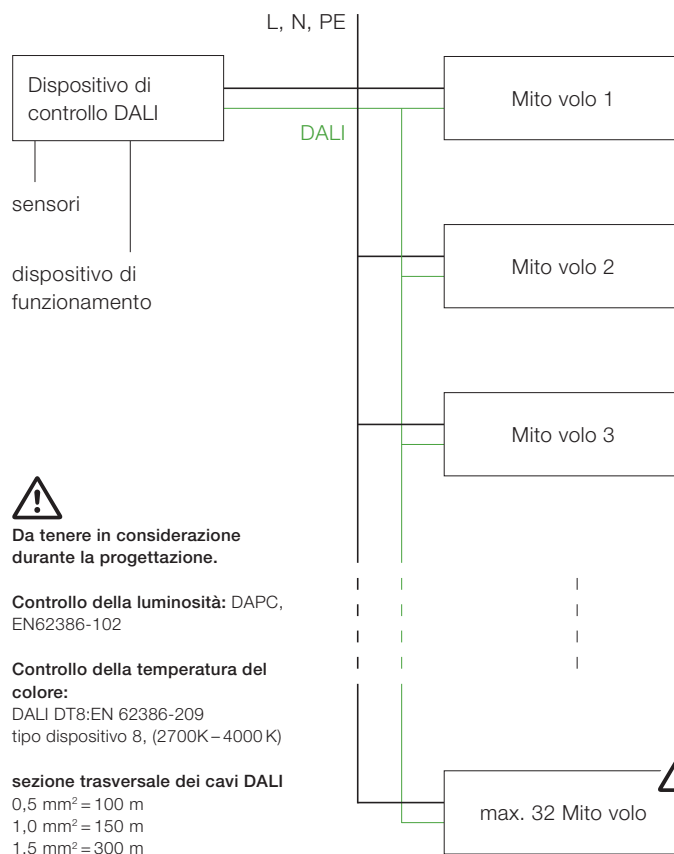 L, N, PE
Dispositivo di
controllo DALI
Mito volo 1
DALI
sensori
dispositivo di
funzionamento
Mito volo 2
Mito volo 3
Da tenere in considerazione
durante la progettazione.
Controllo della luminosità: DAPC,
EN62386-102
Controllo della temperatura del
colore:
DALI DT8:EN 62386-209
tipo dispositivo 8, (2700K – 4000 K)
sezione trasversale dei cavi DALI
0,5 mm² = 100 m
1,0 mm² = 150 m
1,5 mm² = 300 m
max. 32 Mito volo